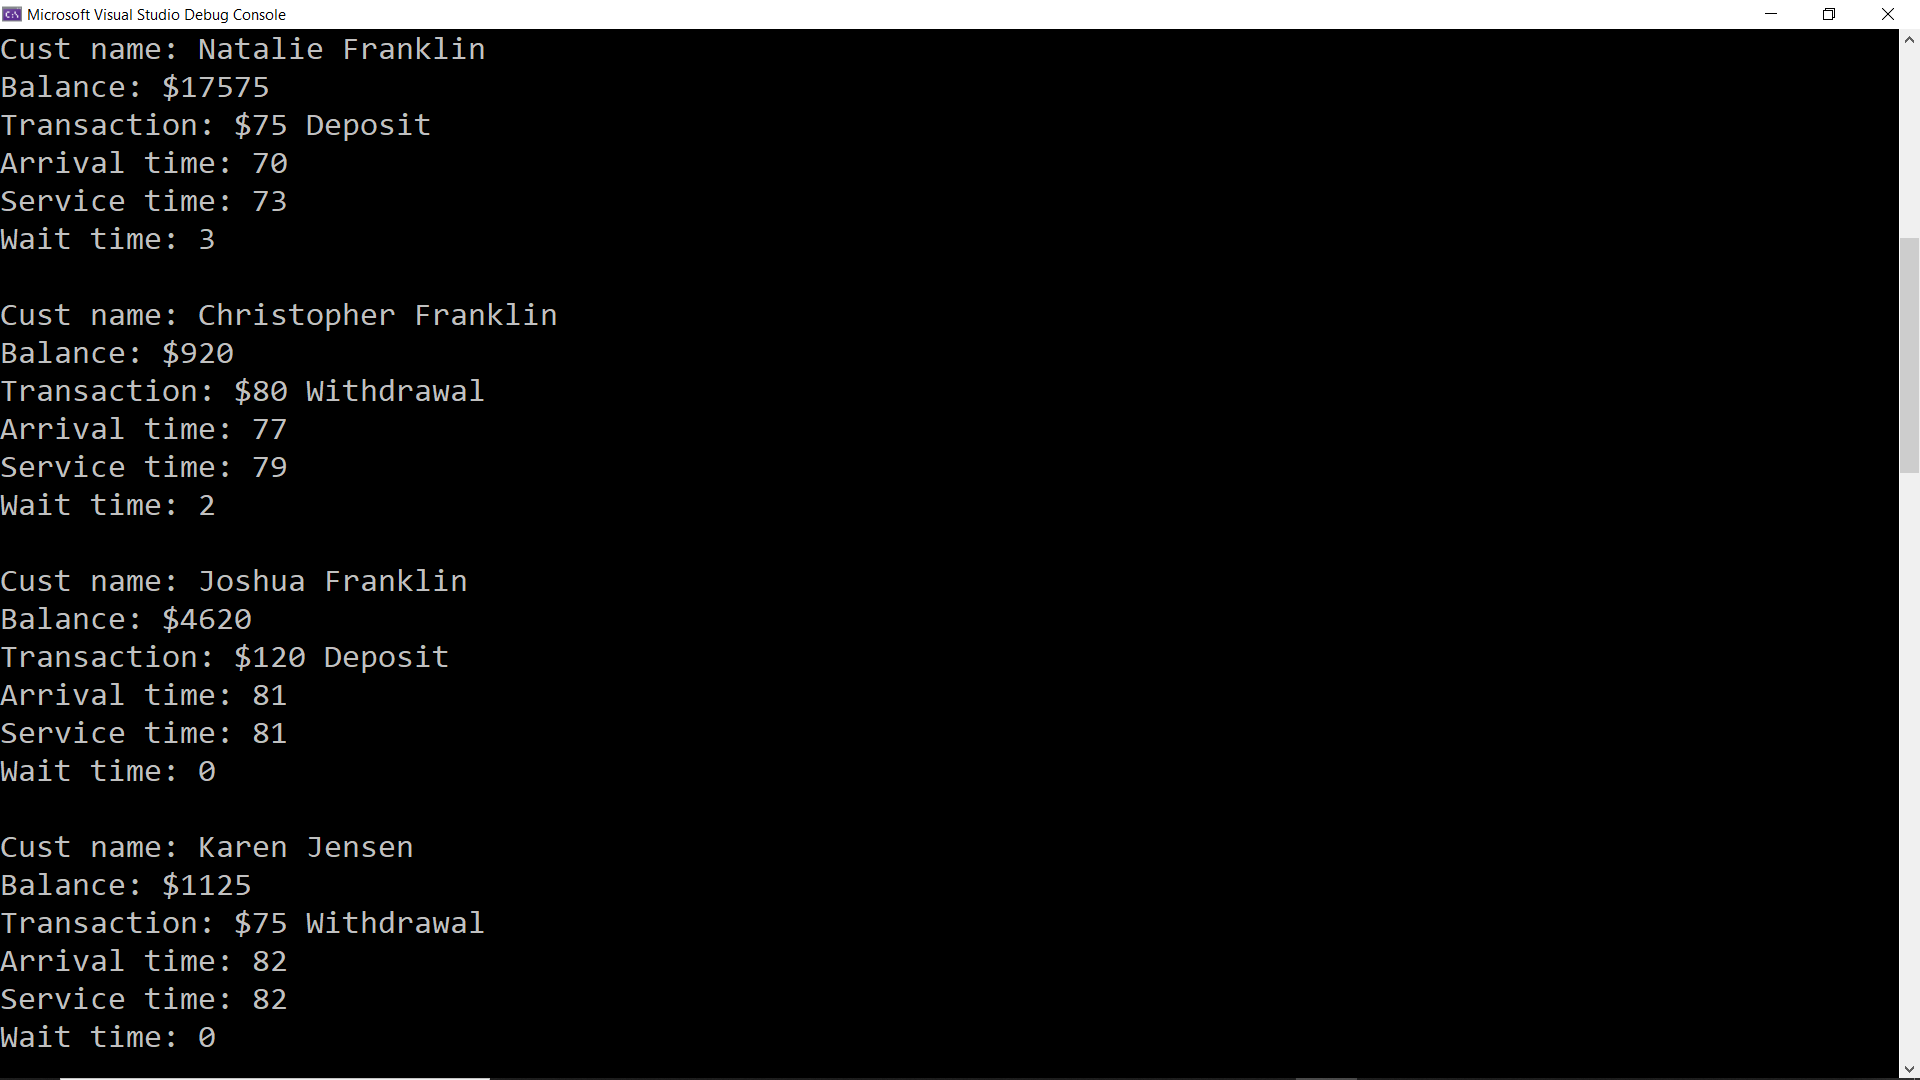 Microsoft Visual Studio Debug Console
Cust name: Natalie Franklin
Balance: $17575
Transaction: $75 Deposit
Arrival time: 70
Service time: 73
Wait time: 3
Cust name: Christopher Franklin
Balance: $920
Transaction: $80 Withdrawal
Arrival time: 77
Service time: 79
Wait time: 2
Cust name: Joshua Franklin
Balance: $4620
Transaction: $120 Deposit
Arrival time: 81
Service time: 81
Wait time: 0
Cust name: Karen Jensen
Balance: $1125
Transaction: $75 Withdrawal
Arrival time: 82
Service time: 82
Wait time: 0